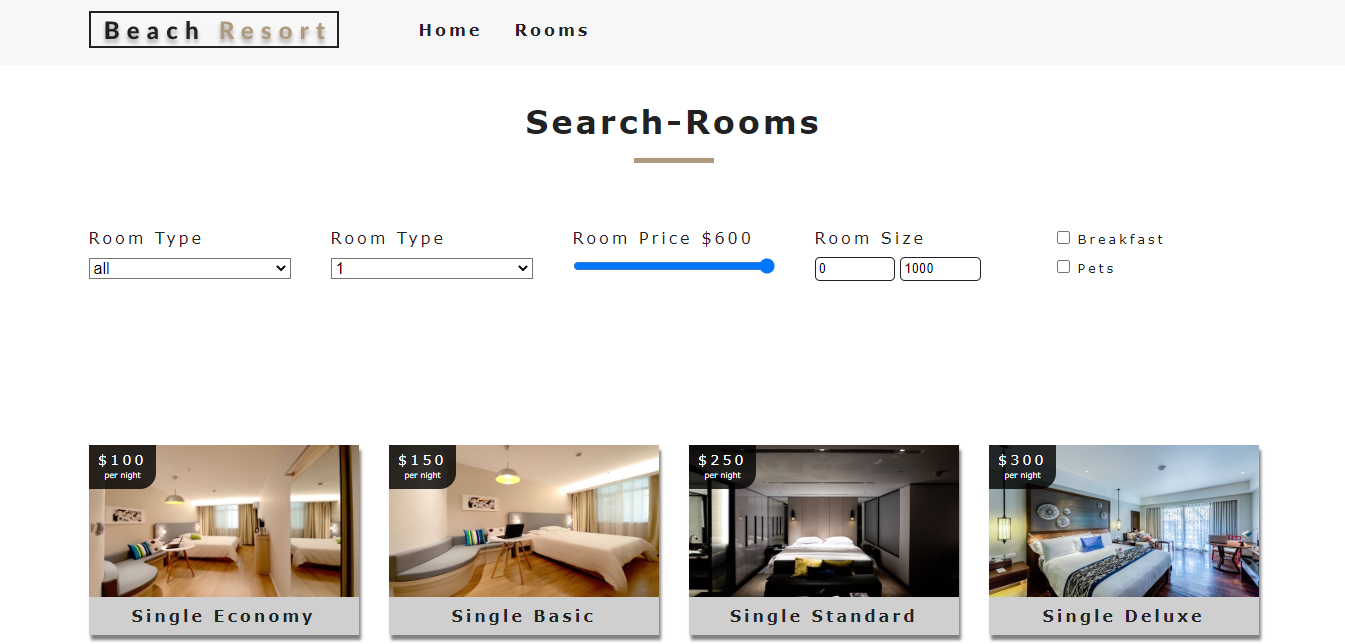 Beach Resort
Home Rooms
Search-Rooms
Room Type Room Type Room Price $600 Room Size Breakfast
all 1 0 1000 Pets
$100 $150 $250 $300
per night per night per night per night
Single Economy Single Basic Single Standard Single Deluxe